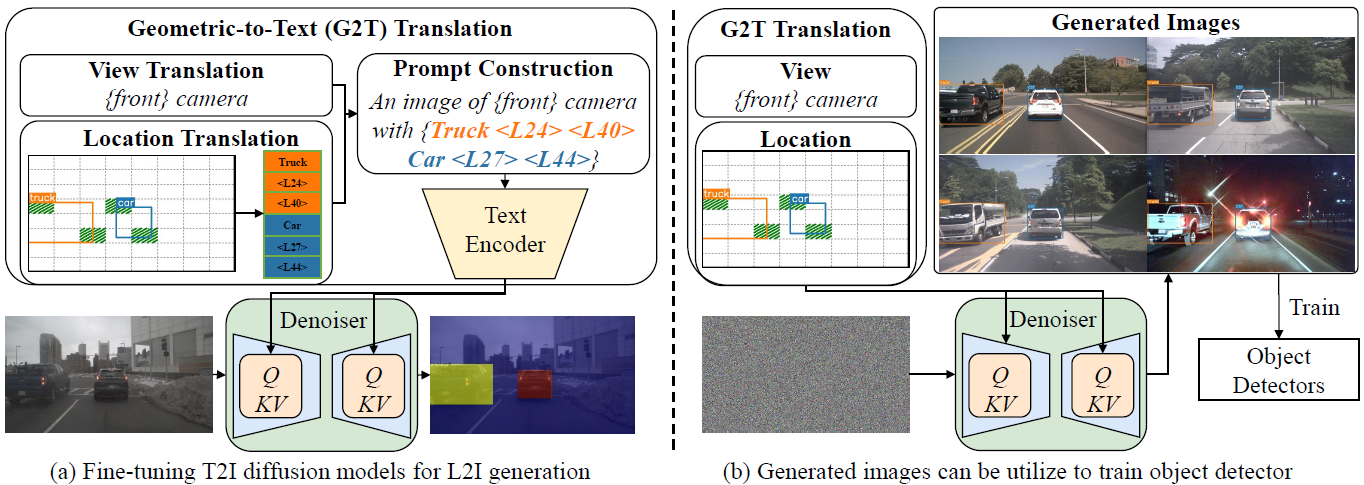 Geometric-to-Text (G2T) Translation
View Translation
{front} camera
Location Translation
truck
car
Truck
<L24>
<L40>
Car
<L27>
<L44>
Prompt Construction
An image of {front} camera
with {Truck <L24> <L40>
Car <L27> <L44>}
Text
Encoder
Denoiser
Q
KV
Q
KV
(a) Fine-tuning T2I diffusion models for L2I generation
G2T Translation
View
{front} camera
Location
truck
car
Generated Images
Denoiser
Q
KV
Q
KV
Train
Object
Detectors
(b) Generated images can be utilize to train object detector